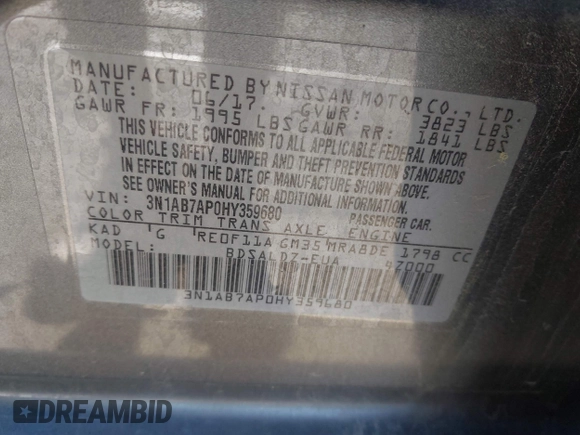 MANUFACTURED BY NISSAN MOTOR CO., LTD.
DATE: 06/17. GVWR: 3823 LBS
GAWR FR: 1995 LBS GAWR RR: 1841 LBS
THIS VEHICLE CONFORMS TO ALL APPLICABLE FEDERAL MOTOR
VEHICLE SAFETY, BUMPER AND THEFT PREVENTION STANDARDS
IN EFFECT ON THE DATE OF MANUFACTURE SHOWN ABOVE.
SEE OWNER'S MANUAL FOR ADDITIONAL INFORMATION.
VIN: 3N1AB7AP0HY359680 PASSENGER CAR.
COLOR TRIM TRANS AXLE ENGINE
KAD G RE0F11A GM35 MRA8DE 1798 CC
MODEL: BDSALDZ-EUA 97000
3N1AB7AP0HY359680
DREAMBID